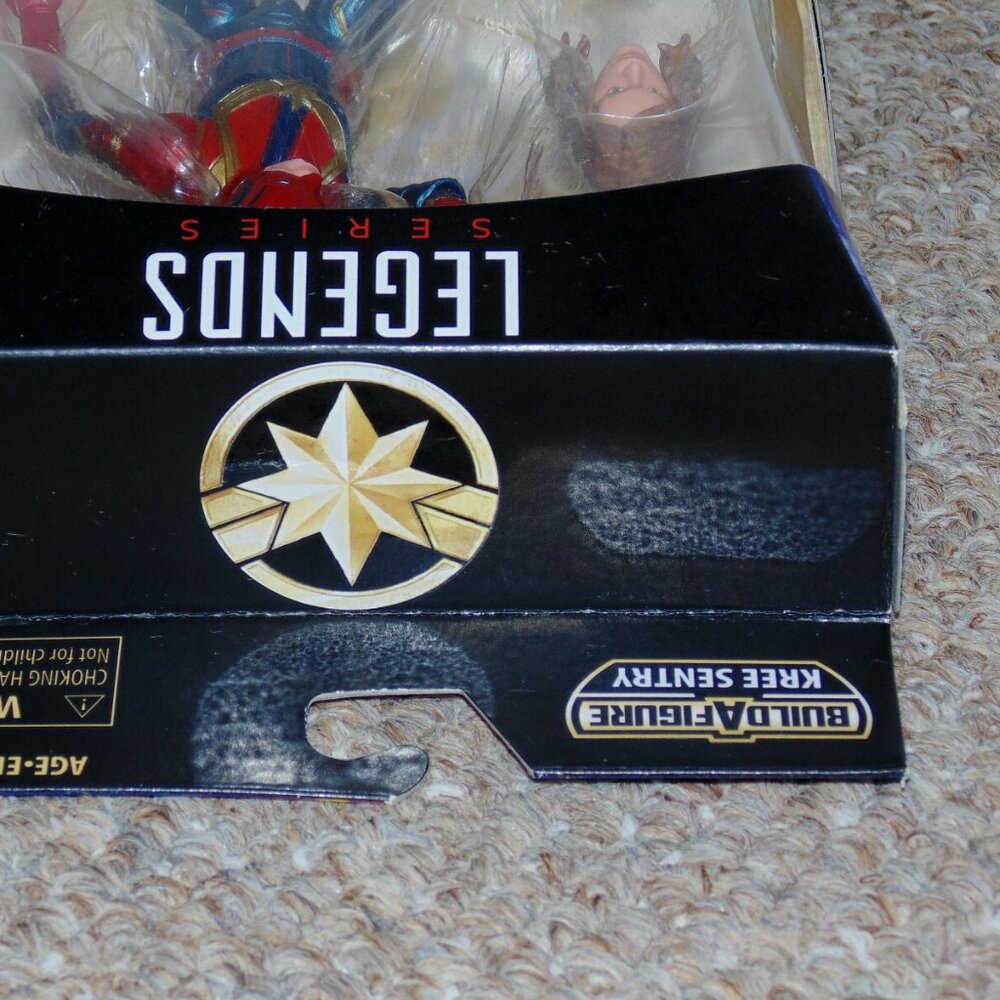 BUILD A FIGURE
KREE SENTRY
AGE•
W
CHOKING HA
Not for child
LEGENDS
SERIES